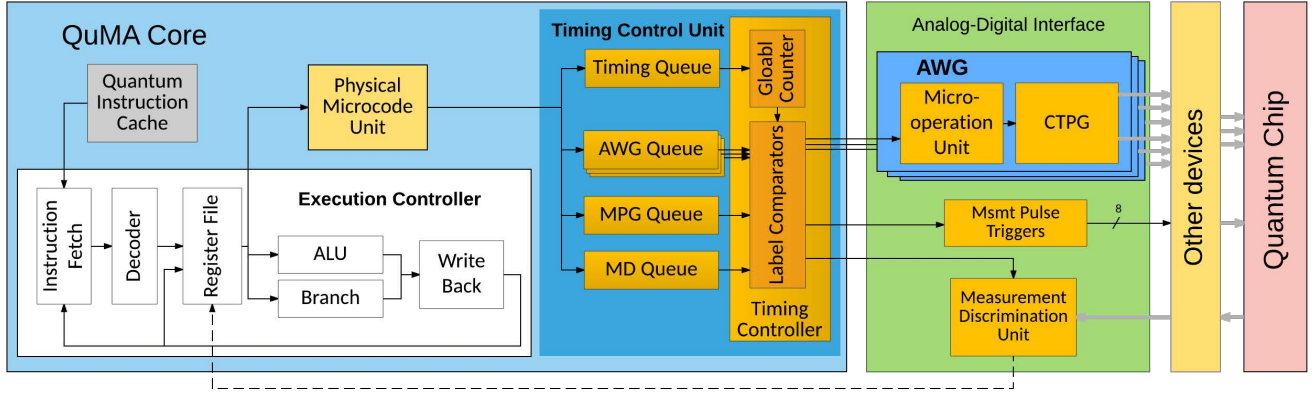 QuMA Core
Quantum
Instruction
Cache
Physical
Microcode
Unit
Execution Controller
Instruction
Fetch
Decoder
Register File
ALU
Branch
Write
Back
Timing Control Unit
Timing Queue
AWG Queue
MPG Queue
MD Queue
Gloabl
Counter
Label Comparators
Timing
Controller
Analog-Digital Interface
AWG
Micro-
operation
Unit
CTPG
Msmt Pulse
Triggers
8
Measurement
Discrimination
Unit
Other devices
Quantum Chip